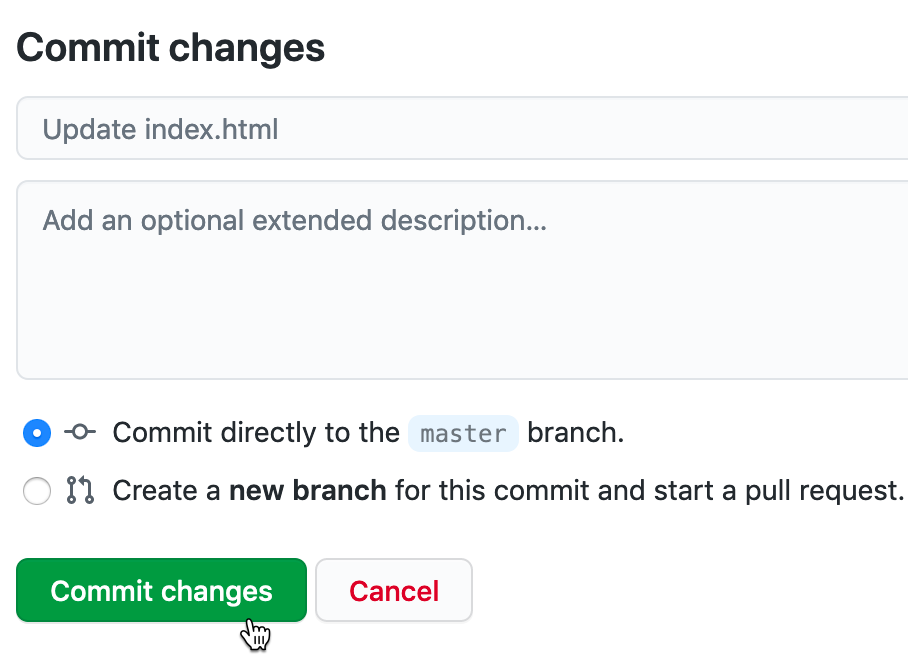 Commit changes
Update index.html
Add an optional extended description...
Commit directly to the master branch.
Create a new branch for this commit and start a pull request.
Commit changes Cancel